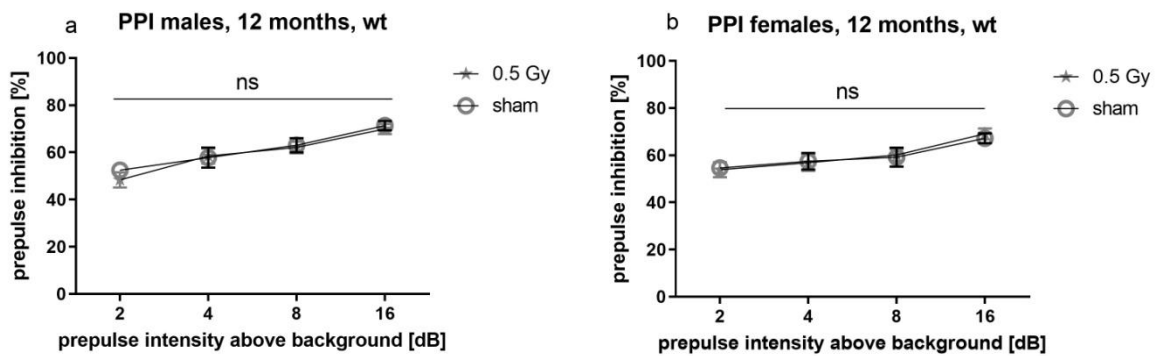 a PPI males, 12 months, wt
prepulse inhibition [%]
100
80
60
40
20
0
ns
0.5 Gy
sham
2 4 8 16
prepulse intensity above background [dB]
b PPI females, 12 months, wt
prepulse inhibition [%]
100
80
60
40
20
0
ns
0.5 Gy
sham
2 4 8 16
prepulse intensity above background [dB]